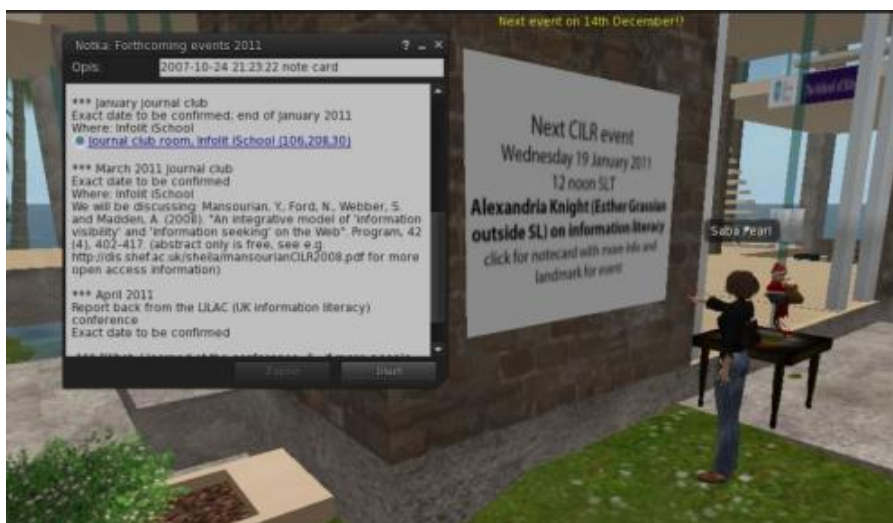 Next event on 14th December!!
Notka: Forthcoming events 2011
Opis: 2007-10-24 21:23:22 note card
*** January journal club
Exact date to be confirmed; end of January 2011
Where: Infolit iSchool
Journal club room, Infolit iSchool (106,208,30)
*** March 2011 journal club
Exact date to be confirmed
Where: Infolit iSchool
We will be discussing: Mansourian, Y., Ford, N., Webber, S.
and Madden, A. (2008). "An integrative model of "information
visibility" and "information seeking" on the Web". Program, 42
(4), 402-417. (abstract only is free, see e.g.
http://dis.shef.ac.uk/sheila/mansourianCILR2008.pdf for more
open access information)
*** April 2011
Report back from the LILAC (UK information literacy)
conference
Exact date to be confirmed
Next CILR event
Wednesday 19 January 2011
12 noon SLT
Alexandria Knight (Esther Grassian
outside SL) on information literacy
click for notecard with more info and
landmark for event
Saba Pearl